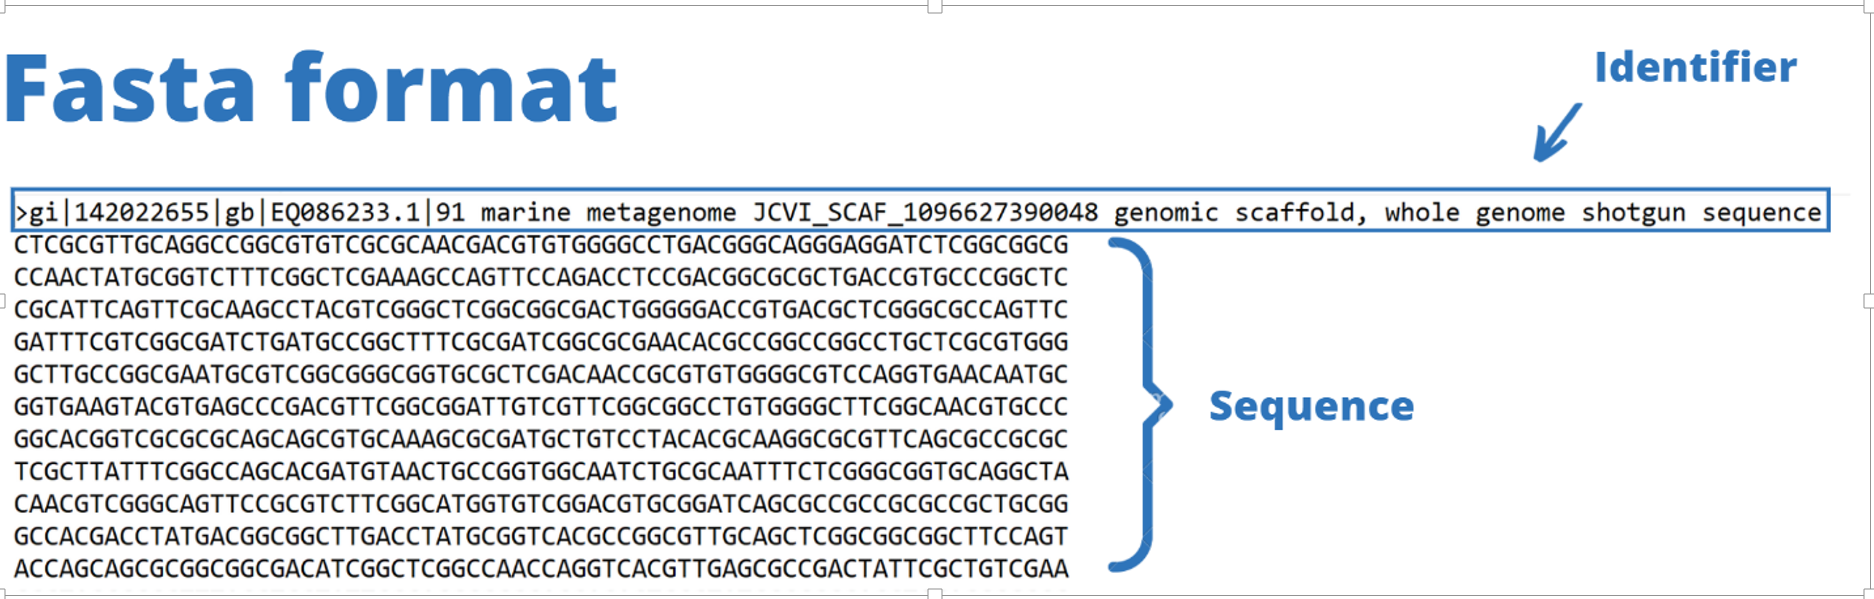 Fasta format
Identifier
>gi|142022655|gb|EQ086233.1|91 marine metagenome JCVI_SCAF_1096627390048 genomic scaffold, whole genome shotgun sequence
CTCGCGTTGCAGGCCGGCGTGTCGCGCAACGACGTGTGGGGCCTGACGGGCAGGGAGGATCTCGGCGGCG
CCAACTATGCGGTCTTTCGGCTCGAAAGCCAGTTCCAGACCTCCGACGGCGCGCTGACCGTGCCCGGCTC
CGCATTCAGTTCGCAAGCCTACGTCGGGCTCGGCGGCGACTGGGGGACCGTGACGCTCGGGCGCCAGTTC
GATTTCGTCGGCGATCTGATGCCGGCTTTCGCGATCGGCGCGAACACGCCGGCCGGCCTGCTCGCGTGGG
GCTTGCCGGCGAATGCGTCGGCGGGCGGTGCGCTCGACAACCGCGTGTGGGGCGTCCAGGTGAACAATGC
GGTGAAGTACGTGAGCCCGACGTTCGGCGGATTGTCGTTCGGCGGCCTGTGGGGCTTCGGCAACGTGCCC
GGCACGGTCGCGCGCAGCAGCGTGCAAAGCGCGATGCTGTCCTACACGCAAGGCGCGTTCAGCGCCGCGC
TCGCTTATTTCGGCCAGCACGATGTAACTGCCGGTGGCAATCTGCGCAATTTCTCGGGCGGTGCAGGCTA
CAACGTCGGGCAGTTCCGCGTCTTCGGCATGGTGTCGGACGTGCGGATCAGCGCCGCCGCGCCGCTGCGG
GCCACGACCTATGACGGCGGCTTGACCTATGCGGTCACGCCGGCGTTGCAGCTCGGCGGCGGCTTCCAGT
ACCAGCAGCGCGGCGGCGACATCGGCTCGGCCAACCAGGTCACGTTGAGCGCCGACTATTCGCTGTCGAA
Sequence